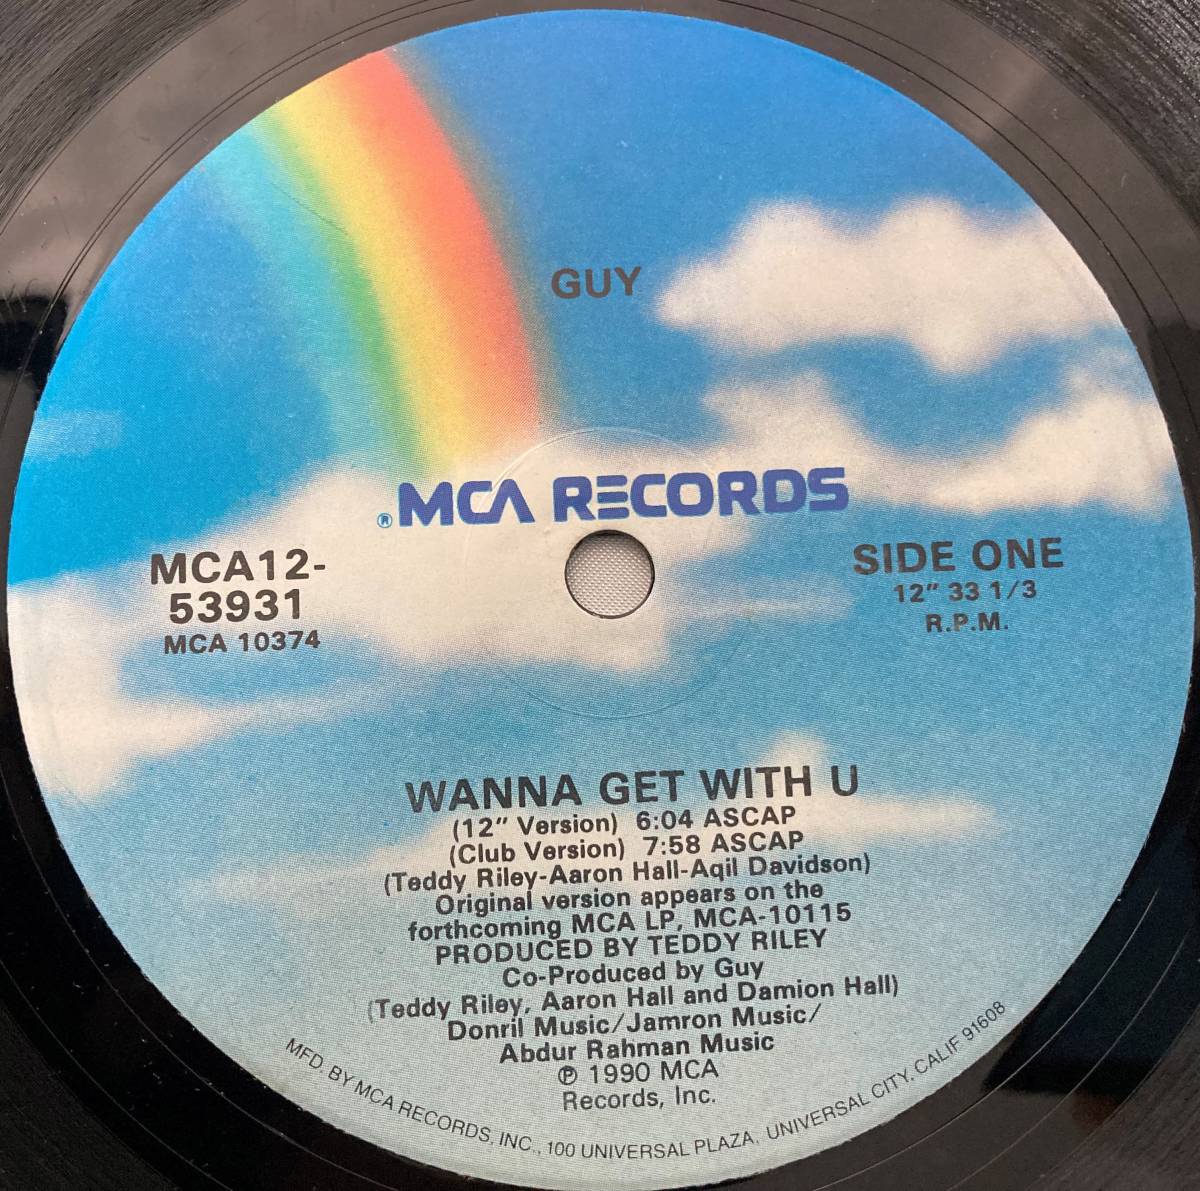 GUY
® MCA RECORDS
MCA12-
53931
MCA 10374
SIDE ONE
12" 33 1/3
R.P.M.
WANNA GET WITH U
(12" Version) 6:04 ASCAP
(Club Version) 7:58 ASCAP
(Teddy Riley-Aaron Hall-Aqil Davidson)
Original version appears on the
forthcoming MCA LP, MCA-10115
PRODUCED BY TEDDY RILEY
Co-Produced by Guy
(Teddy Riley, Aaron Hall and Damion Hall)
Donril Music/Jamron Music/
Abdur Rahman Music
℗ 1990 MCA
Records, Inc.
MFD. BY MCA RECORDS, INC., 100 UNIVERSAL PLAZA, UNIVERSAL CITY, CALIF 91608